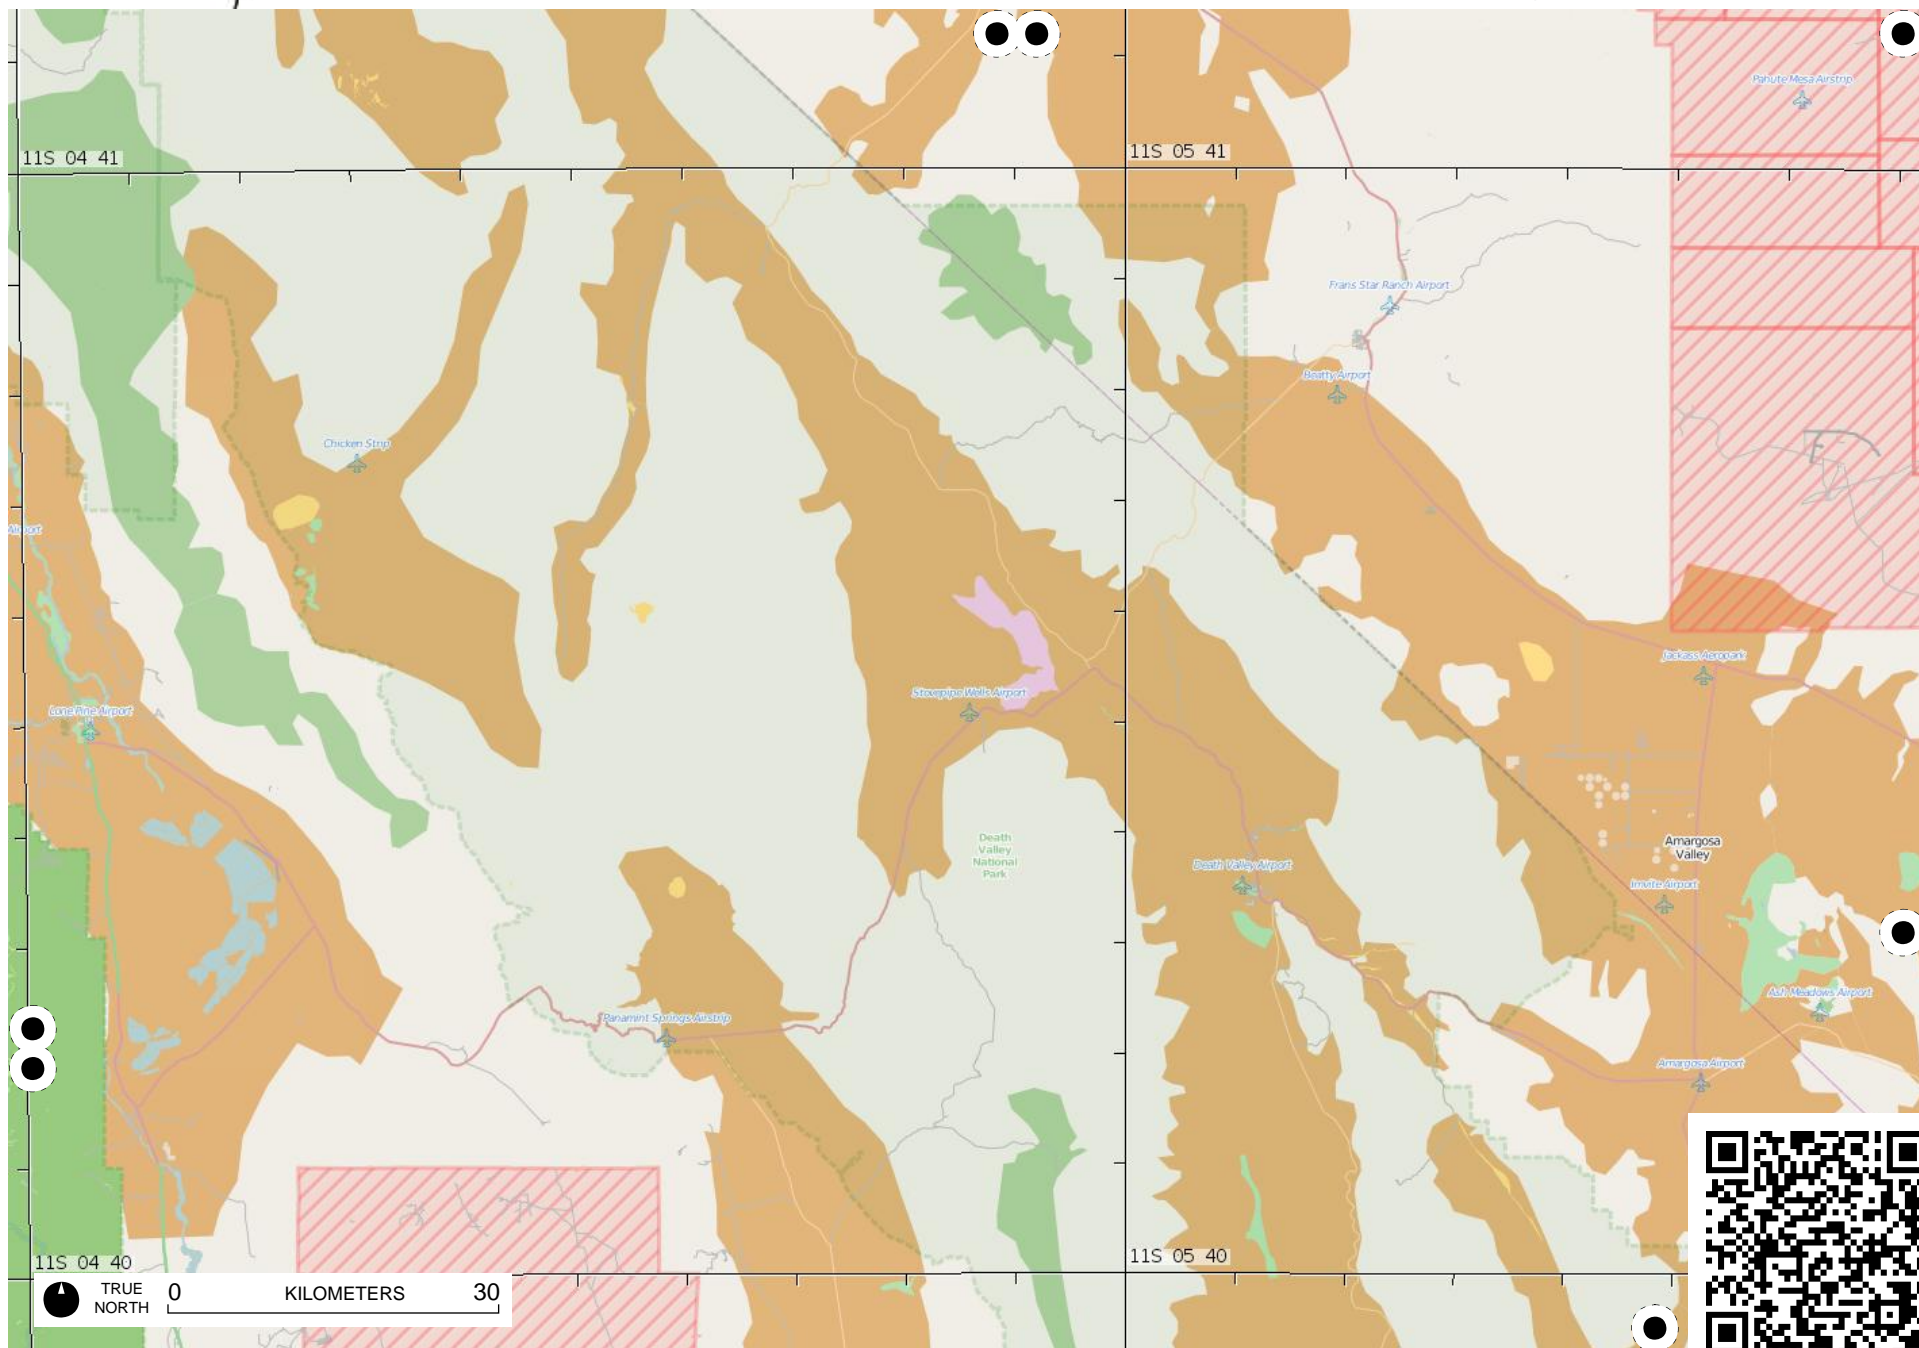 Pahute Mesa Airstrip
11S 04 41
11S 05 41
Frans Star Ranch Airport
Beatty Airport
Chicken Strip
Airport
Jackass Aeropark
Stovepipe Wells Airport
Lone Pine Airport
Death
Valley
National
Park
Amargosa
Valley
Death Valley Airport
Imvite Airport
Ash Meadows Airport
Panamint Springs Airstrip
Amargosa Airport
11S 04 40
11S 05 40
TRUE
NORTH
0 KILOMETERS 30